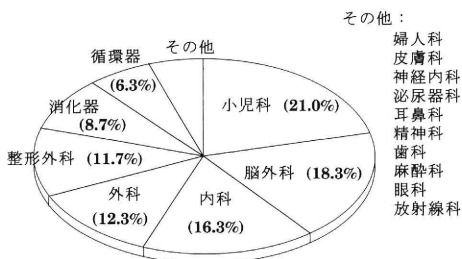 その他：
婦人科
皮膚科
神経内科
泌尿器科
耳鼻科
精神科
歯科
麻酔科
眼科
放射線科
その他
循環器
(6.3%)
小児科 (21.0%)
消化器
(8.7%)
整形外科 (11.7%)
脳外科 (18.3%)
外科
(12.3%)
内科
(16.3%)